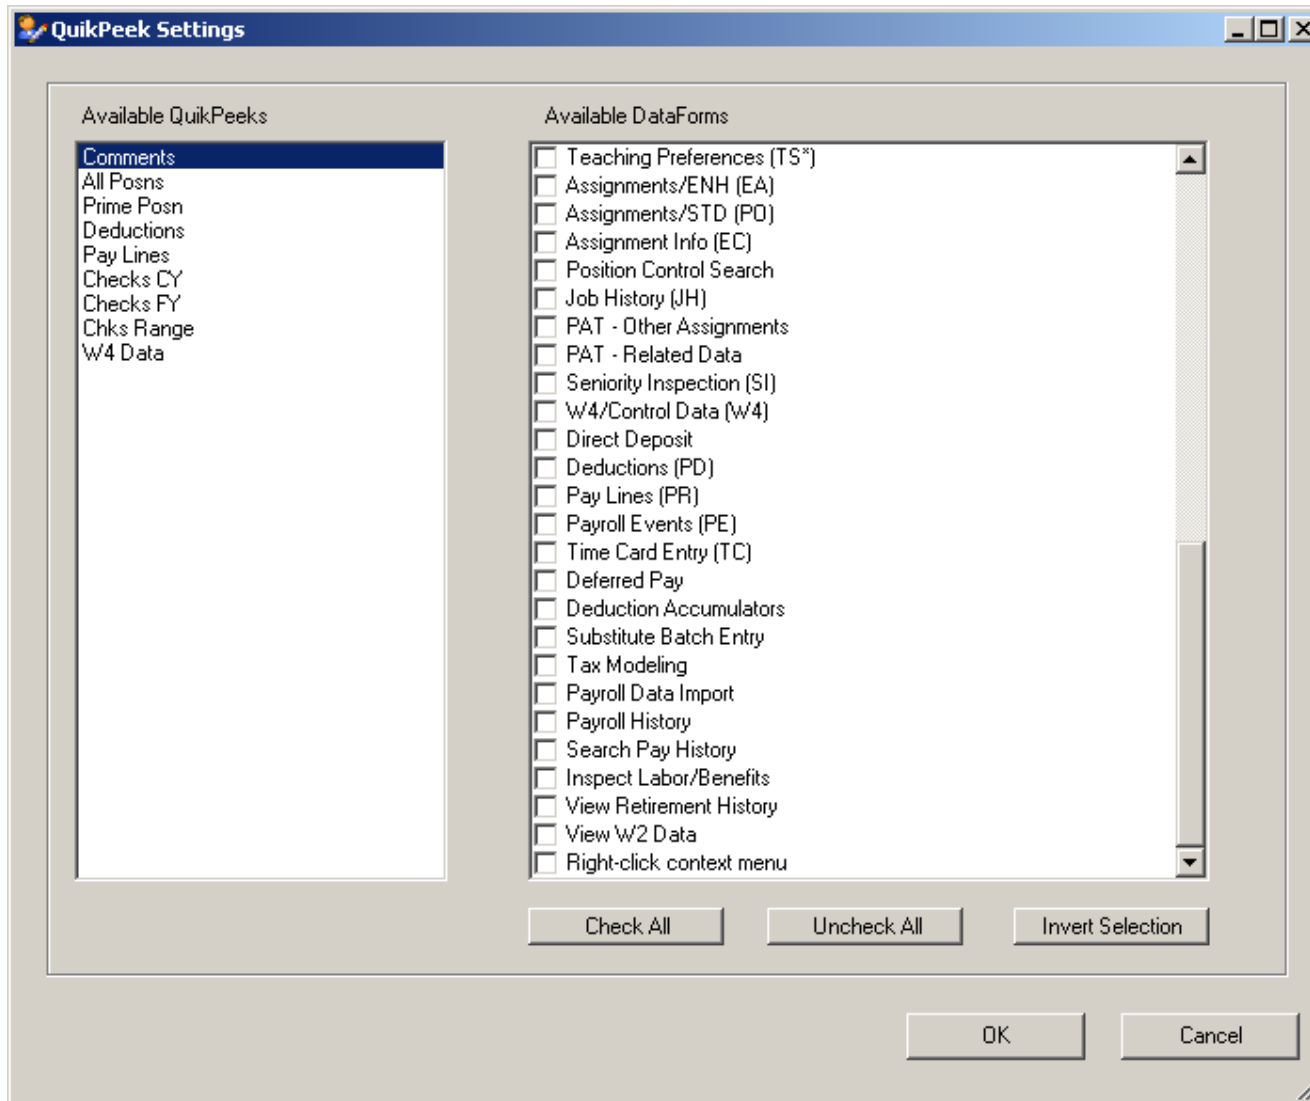 QuikPeek Settings
Available QuikPeeks
Comments
All Posns
Prime Posn
Deductions
Pay Lines
Checks CY
Checks FY
Chks Range
W4 Data
Available DataForms
Teaching Preferences (TS*)
Assignments/ENH (EA)
Assignments/STD (PO)
Assignment Info (EC)
Position Control Search
Job History (JH)
PAT - Other Assignments
PAT - Related Data
Seniority Inspection (SI)
W4/Control Data (W4)
Direct Deposit
Deductions (PD)
Pay Lines (PR)
Payroll Events (PE)
Time Card Entry (TC)
Deferred Pay
Deduction Accumulators
Substitute Batch Entry
Tax Modeling
Payroll Data Import
Payroll History
Search Pay History
Inspect Labor/Benefits
View Retirement History
View W2 Data
Right-click context menu
Check All Uncheck All Invert Selection
OK Cancel